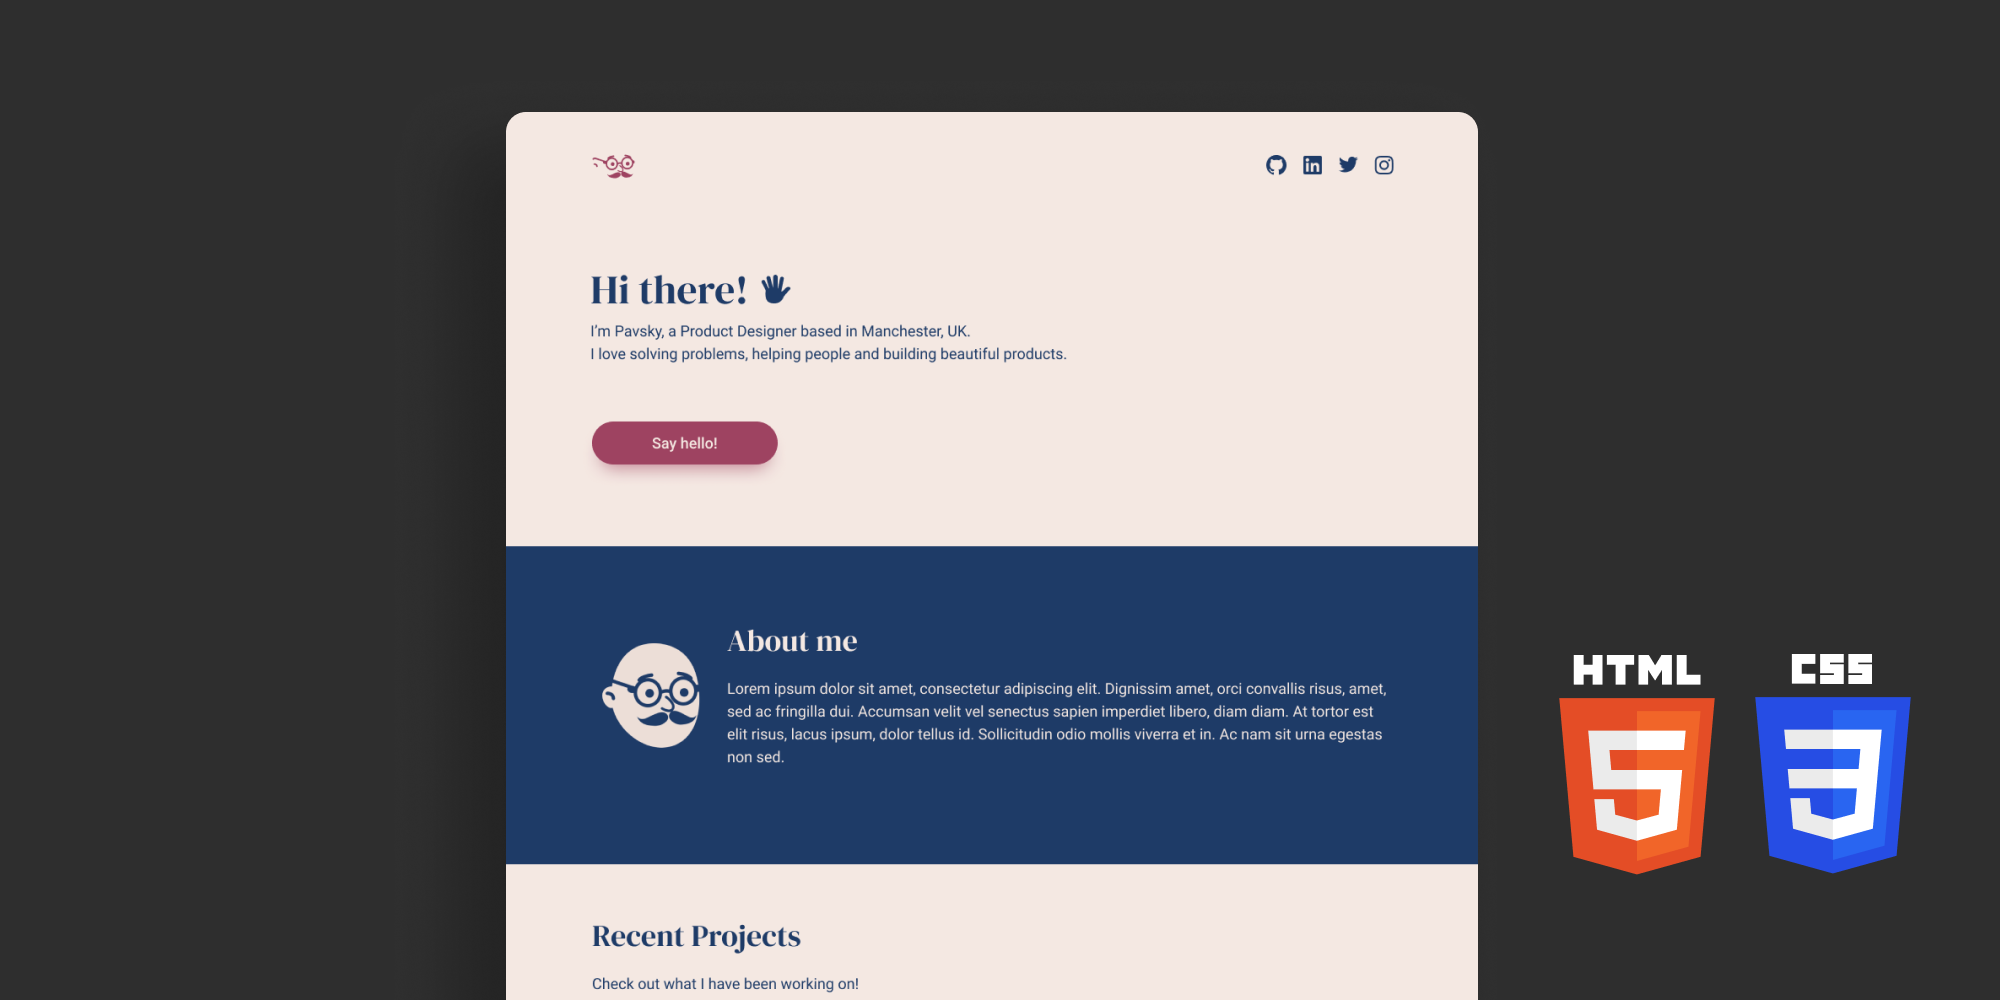 in
Hi there!
I’m Pavsky, a Product Designer based in Manchester, UK.
I love solving problems, helping people and building beautiful products.
Say hello!
About me
Lorem ipsum dolor sit amet, consectetur adipiscing elit. Dignissim amet, orci convallis risus, amet,
sed ac fringilla dui. Accumsan velit vel senectus sapien imperdiet libero, diam diam. At tortor est
elit risus, lacus ipsum, dolor tellus id. Sollicitudin odio mollis viverra et in. Ac nam sit urna egestas
non sed.
Recent Projects
Check out what I have been working on!
HTML
5
CSS
3